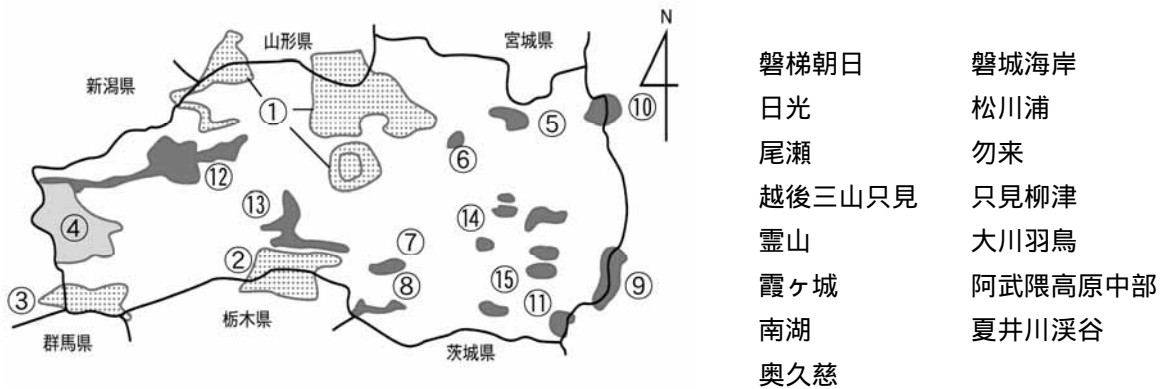 N
山形県
宮城県
新潟県
①
⑩
⑤
⑥
⑫
⑬
⑭
④
⑦
②
⑧
⑮
⑪
⑨
③
栃木県
群馬県
茨城県
磐梯朝日 磐城海岸
日光 松川浦
尾瀬 勿来
越後三山只見 只見柳津
霊山 大川羽鳥
霞ヶ城 阿武隈高原中部
南湖 夏井川渓谷
奥久慈